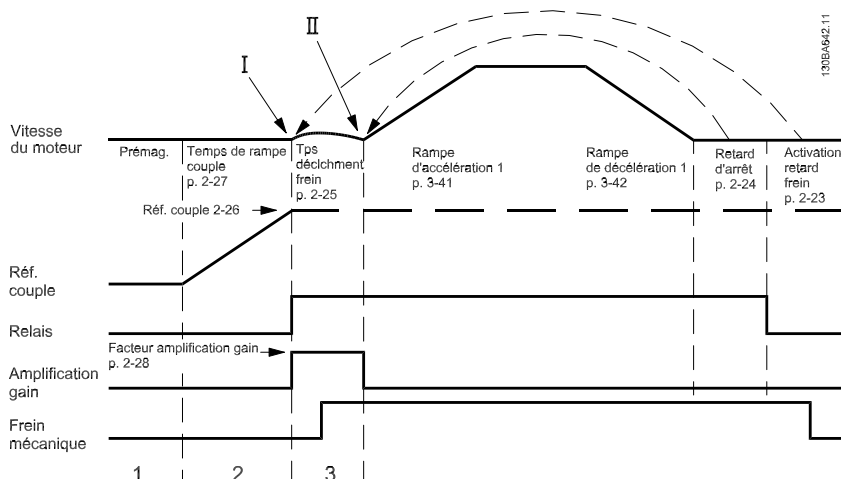 130BA642.11
II
I
Vitesse
du moteur
Prémag.
Temps de rampe
couple
p. 2-27
Tps
déclchment
frein
p. 2-25
Rampe
d'accélération 1
p. 3-41
Rampe
de décélération 1
p. 3-42
Retard
d'arrêt
p. 2-24
Activation
retard
frein
p. 2-23
Réf. couple 2-26
Réf.
couple
Relais
Facteur amplification gain
p. 2-28
Amplification
gain
Frein
mécanique
1
2
3